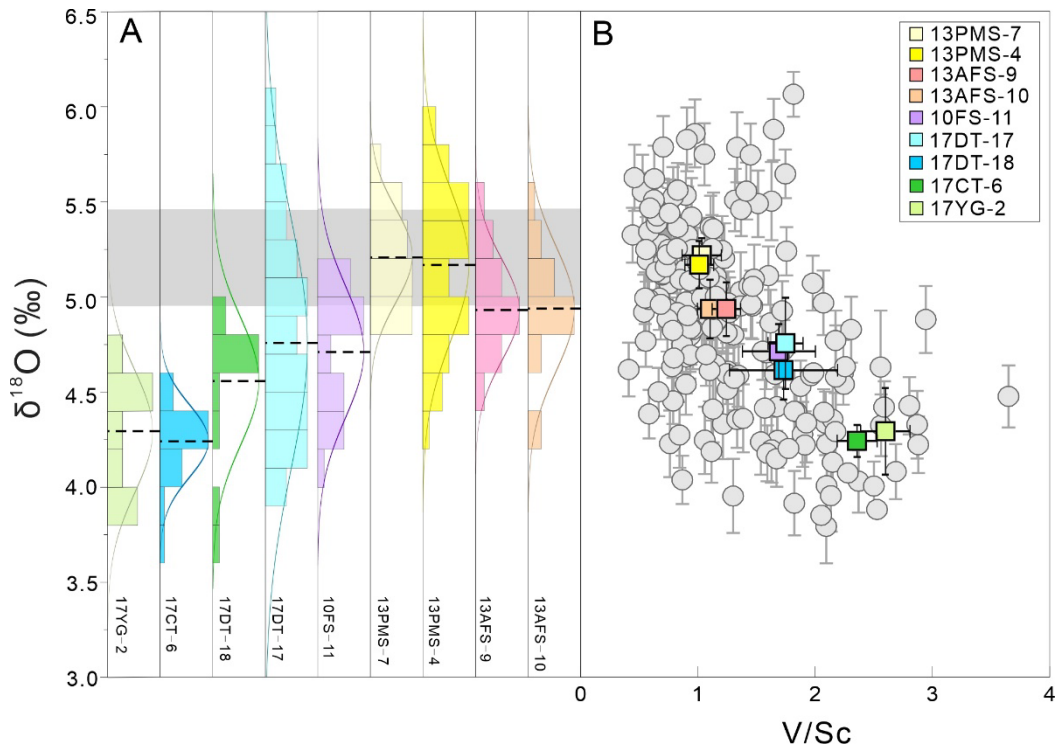 A
B
6.5
6.0
5.5
5.0
4.5
4.0
3.5
3.0
δ18O (‰)
17YG-2
17CT-6
17DT-18
17DT-17
10FS-11
13PMS-7
13PMS-4
13AFS-9
13AFS-10
13PMS-7
13PMS-4
13AFS-9
13AFS-10
10FS-11
17DT-17
17DT-18
17CT-6
17YG-2
0
1
2
3
4
V/Sc